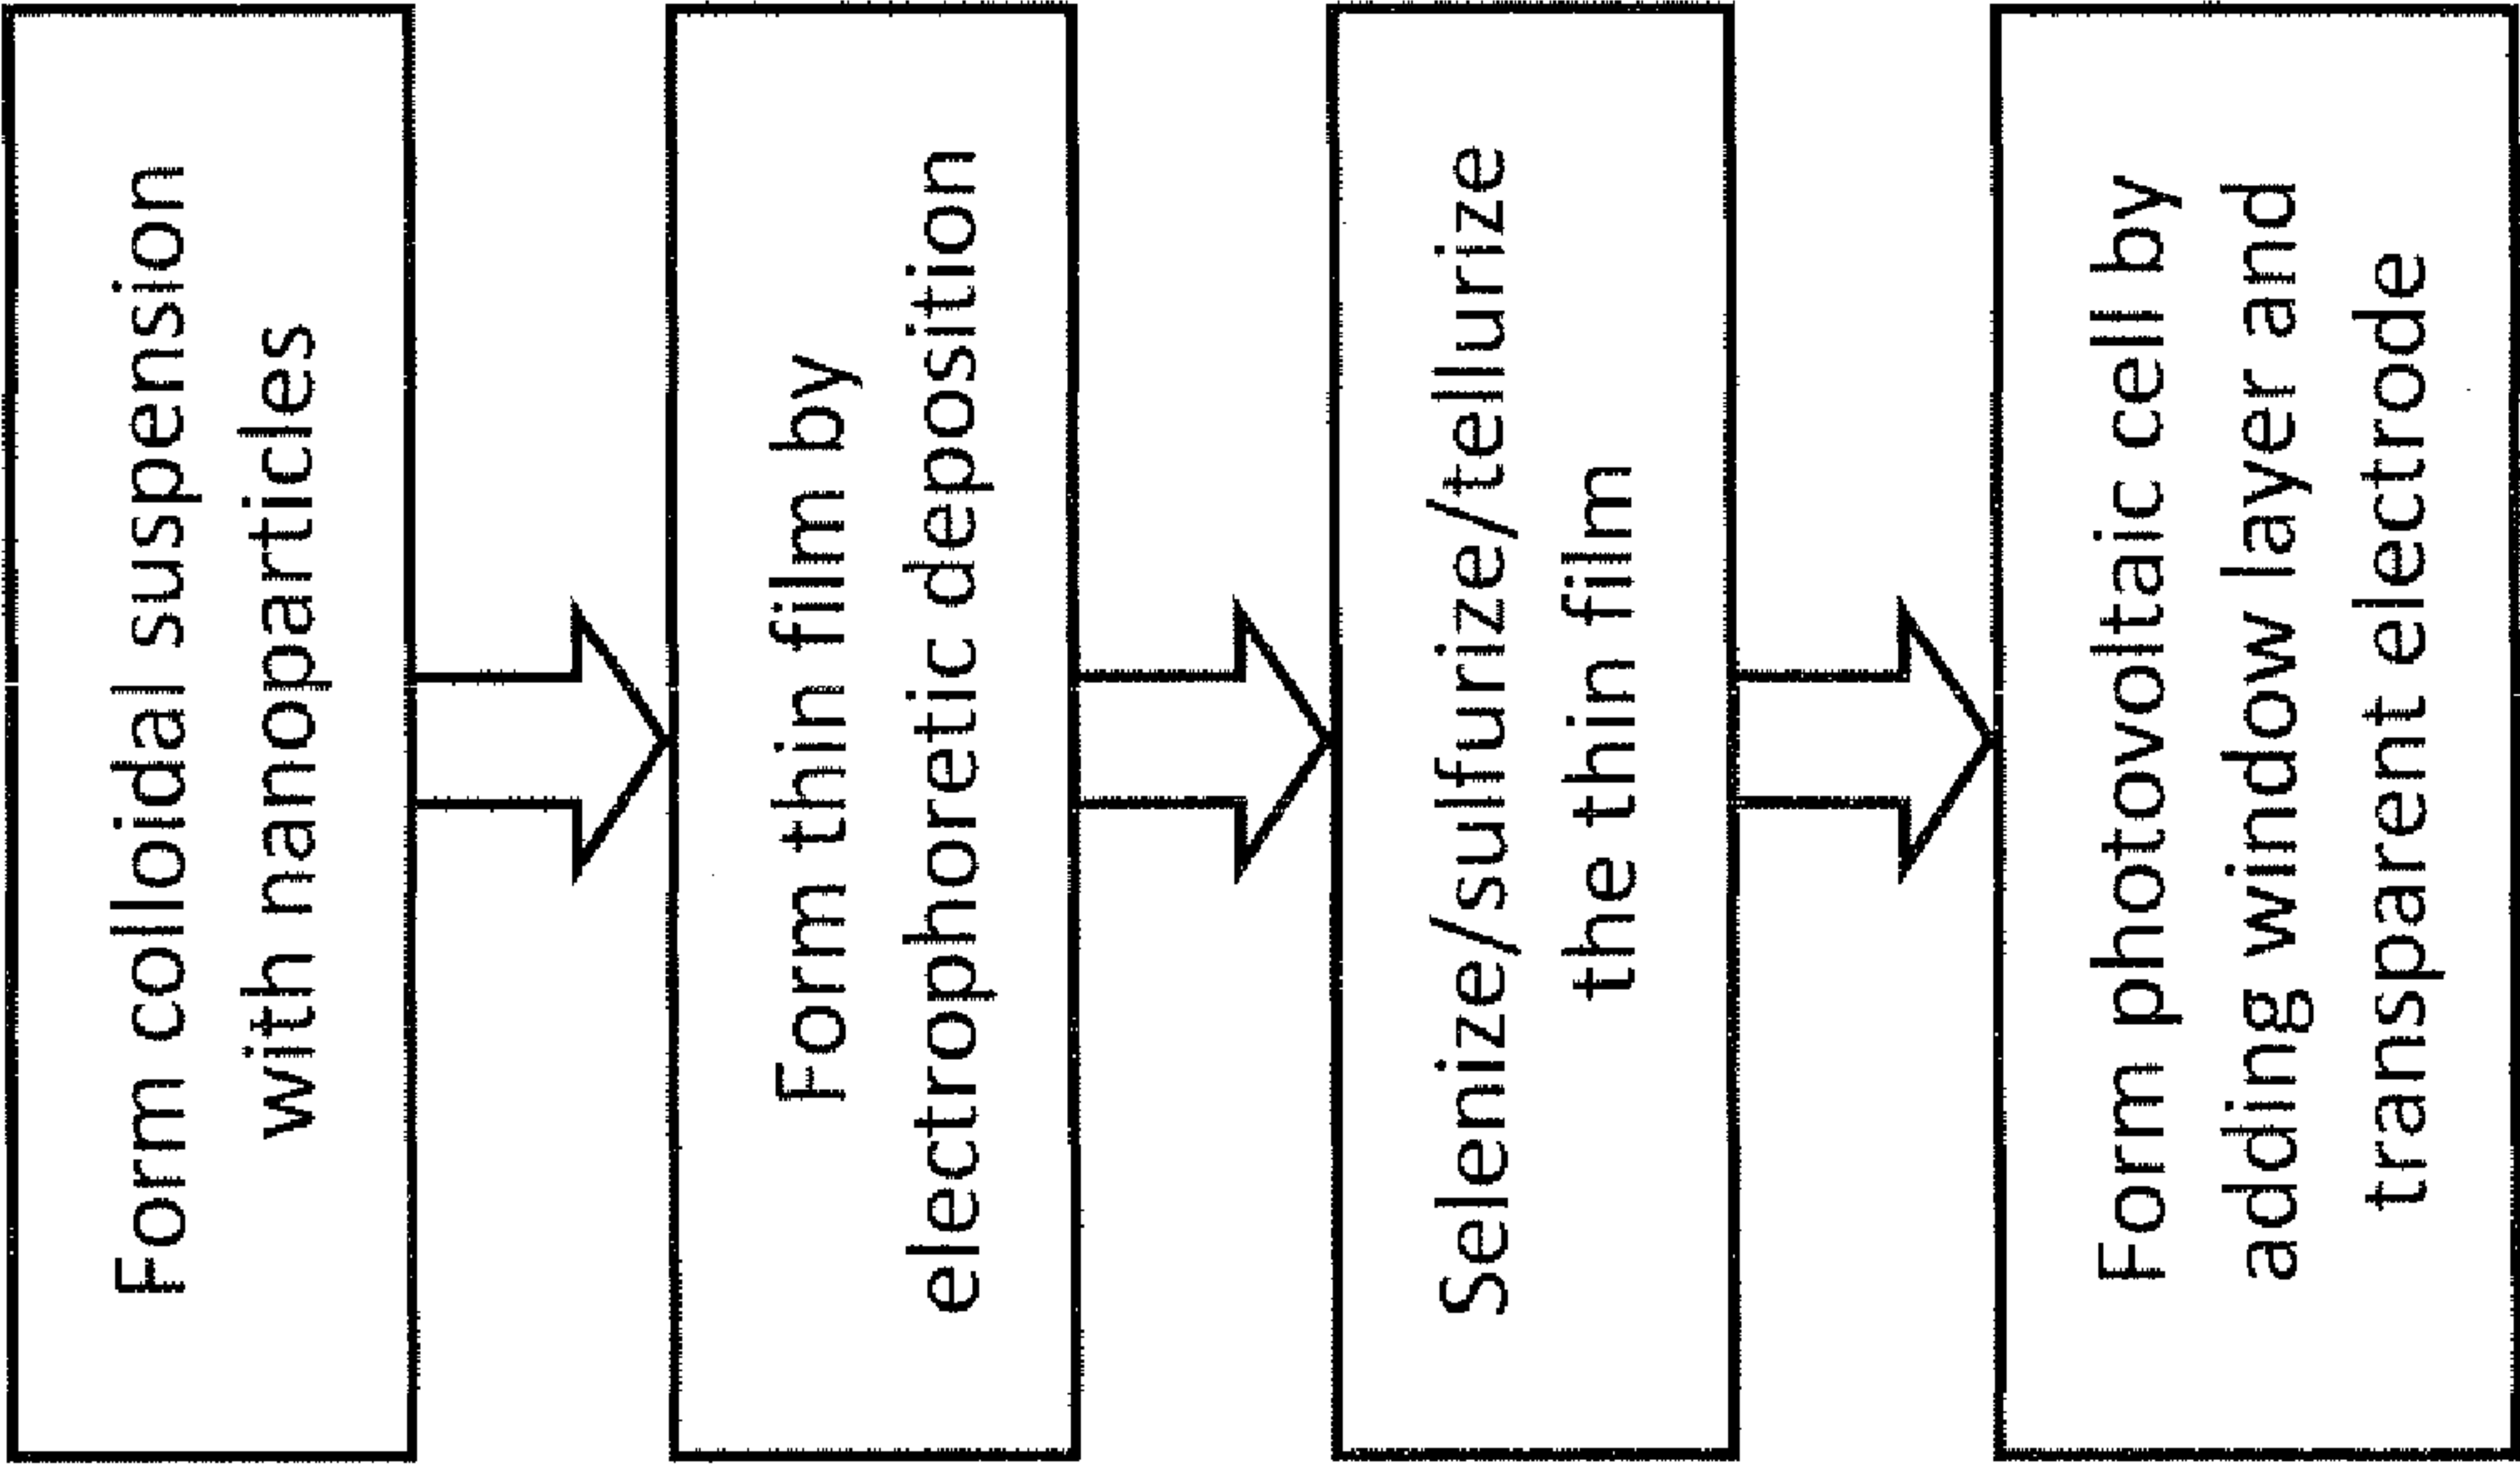 Form colloidal suspension
with nanoparticles
Form thin film by
electrophoretic deposition
Selenize/sulfurize/tellurize
the thin film
Form photovoltaic cell by
adding window layer and
transparent electrode